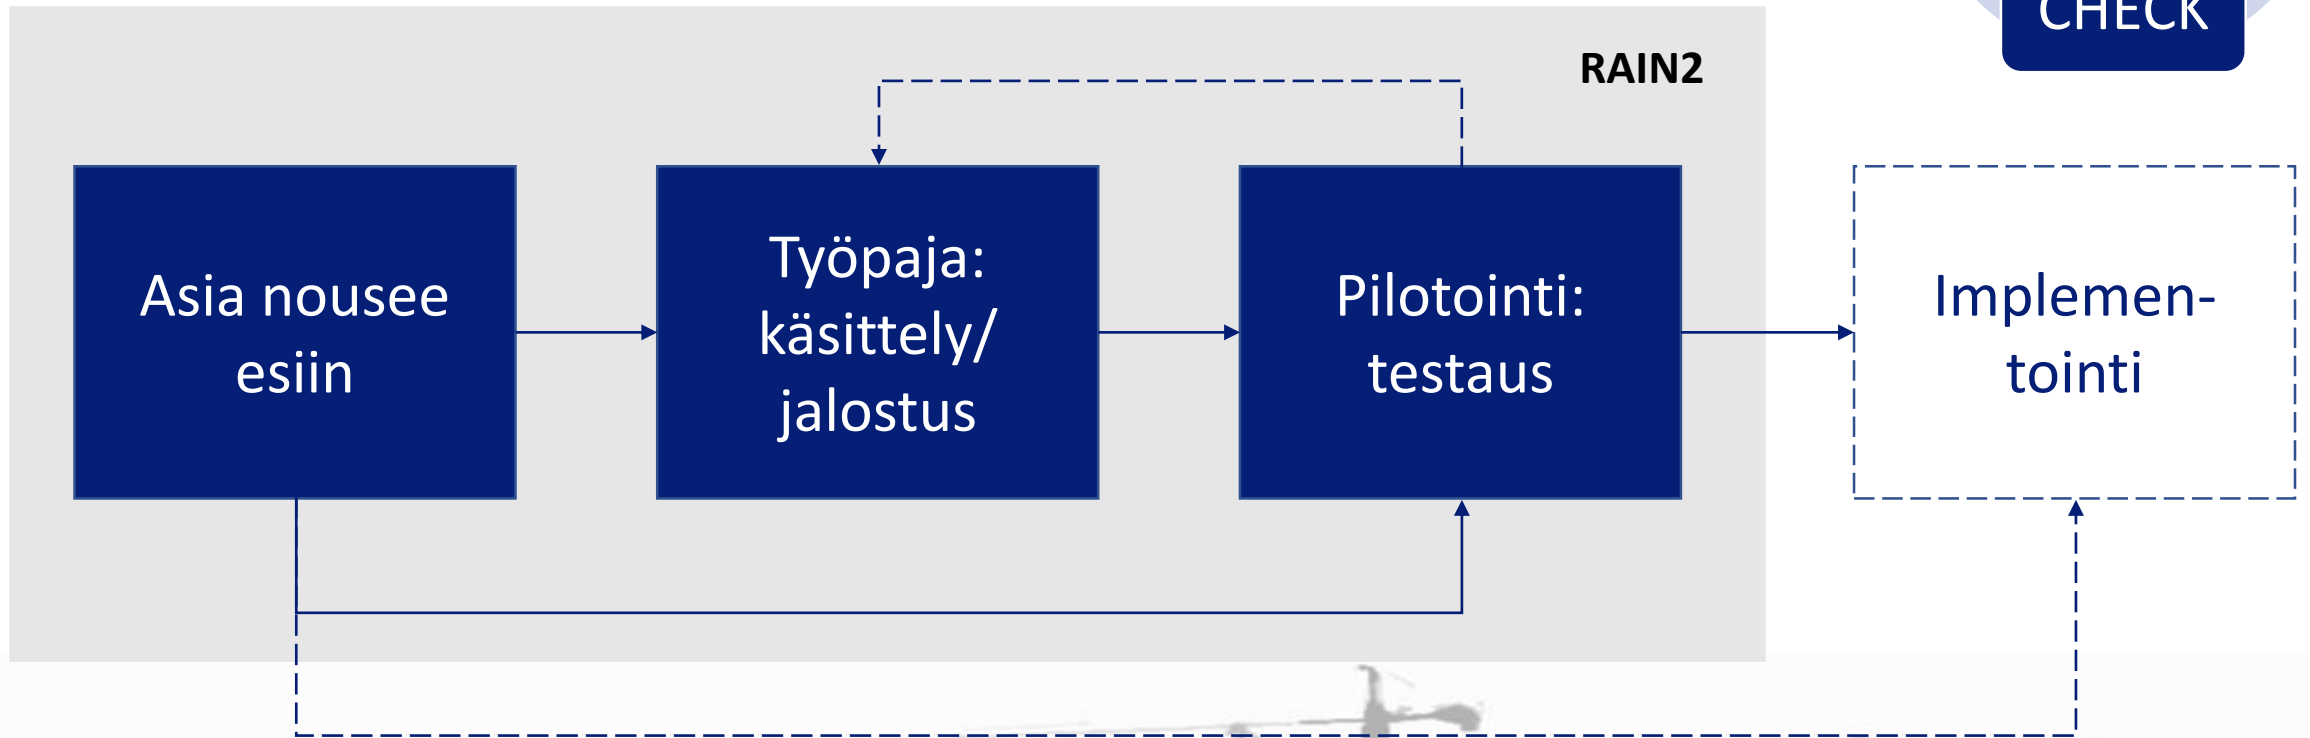 CHECK
RAIN2
Asia nousee
esiin
Työpaja:
käsittely/
jalostus
Pilotointi:
testaus
Implemen-
tointi